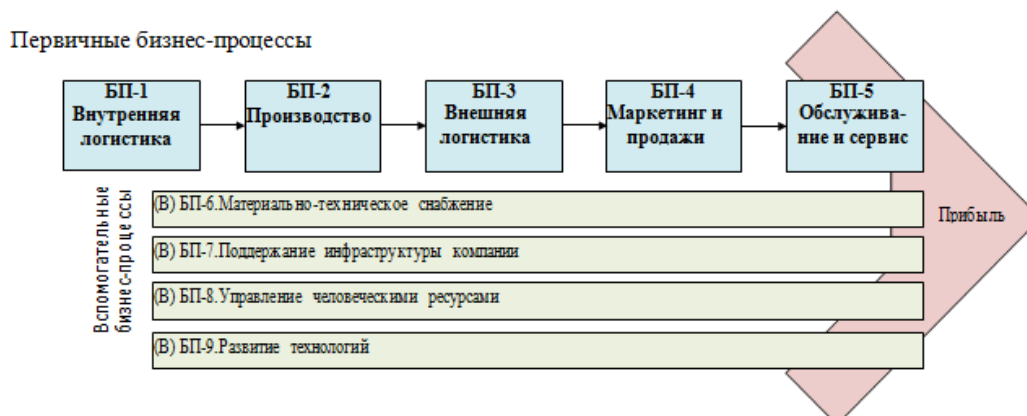 Первичные бизнес-процессы
БП-1
Внутренняя
логистика
БП-2
Производство
БП-3
Внешняя
логистика
БП-4
Маркетинг и
продажи
БП-5
Обслужива-
ние и сервис
Вспомогательные
бизнес-процессы
(В) БП-6.Материально-техническое снабжение
(В) БП-7.Поддержание инфраструктуры компании
(В) БП-8.Управление человеческими ресурсами
(В) БП-9.Развитие технологий
Прибыль